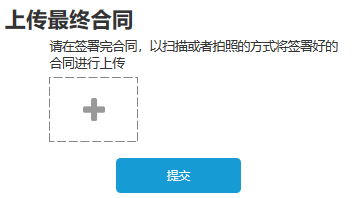 上传最终合同
请在签署完合同，以扫描或者拍照的方式将签署好的
合同进行上传
提交